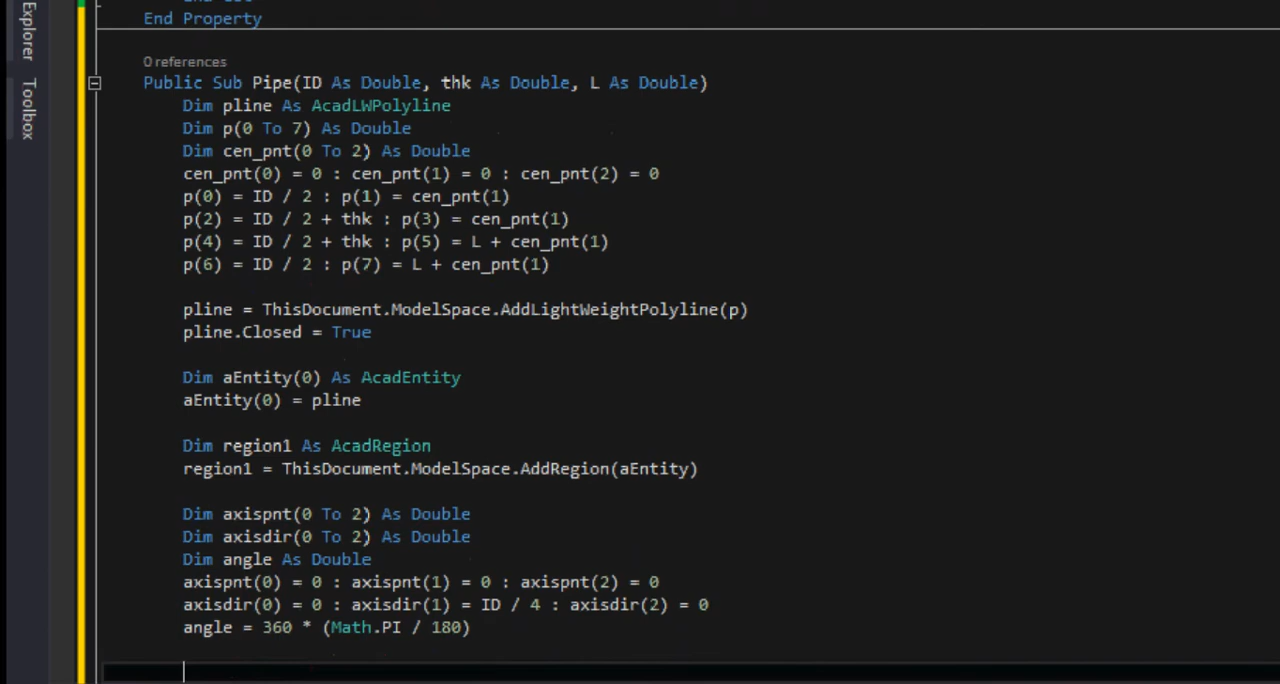 Explorer
Toolbox
End Property
0 references
Public Sub Pipe(ID As Double, thk As Double, L As Double)
Dim pline As AcadLWPolyline
Dim p(0 To 7) As Double
Dim cen_pnt(0 To 2) As Double
cen_pnt(0) = 0 : cen_pnt(1) = 0 : cen_pnt(2) = 0
p(0) = ID / 2 : p(1) = cen_pnt(1)
p(2) = ID / 2 + thk : p(3) = cen_pnt(1)
p(4) = ID / 2 + thk : p(5) = L + cen_pnt(1)
p(6) = ID / 2 : p(7) = L + cen_pnt(1)
pline = ThisDocument.ModelSpace.AddLightWeightPolyline(p)
pline.Closed = True
Dim aEntity(0) As AcadEntity
aEntity(0) = pline
Dim region1 As AcadRegion
region1 = ThisDocument.ModelSpace.AddRegion(aEntity)
Dim axispnt(0 To 2) As Double
Dim axisdir(0 To 2) As Double
Dim angle As Double
axispnt(0) = 0 : axispnt(1) = 0 : axispnt(2) = 0
axisdir(0) = 0 : axisdir(1) = ID / 4 : axisdir(2) = 0
angle = 360 * (Math.PI / 180)